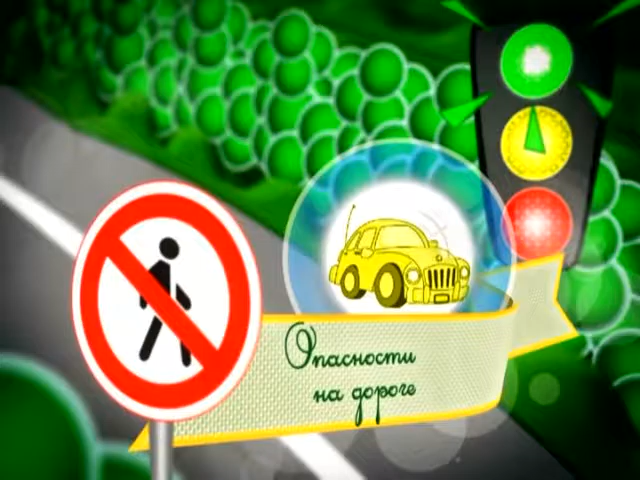 Опасности
на дороге